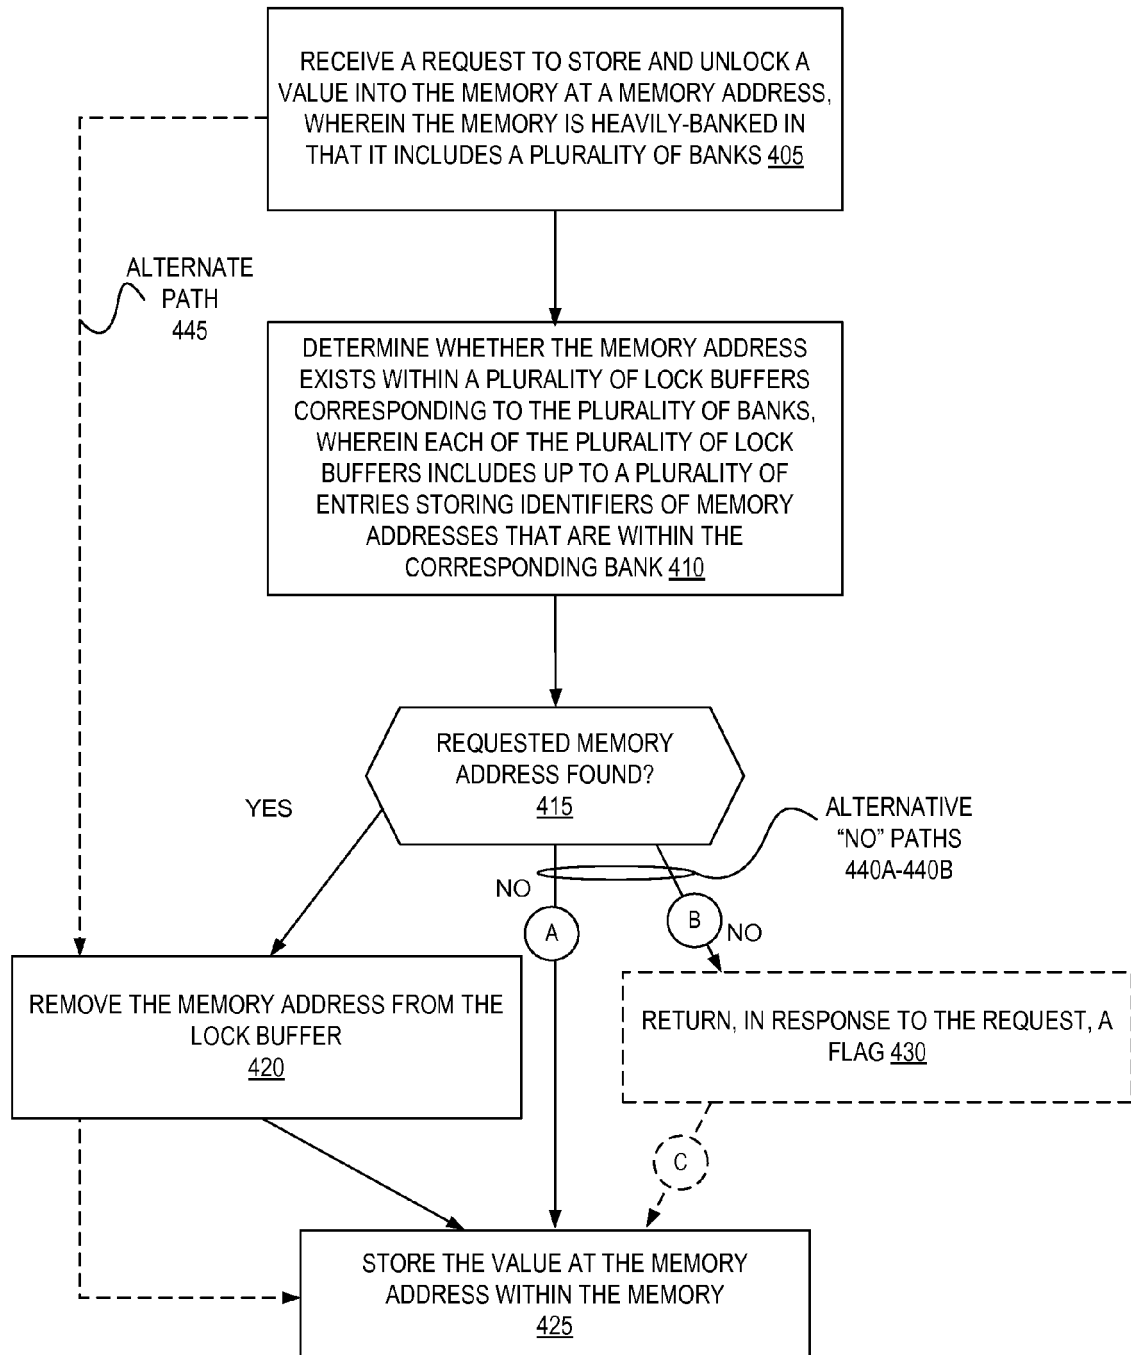 RECEIVE A REQUEST TO STORE AND UNLOCK A
VALUE INTO THE MEMORY AT A MEMORY ADDRESS,
WHEREIN THE MEMORY IS HEAVILY-BANKED IN
THAT IT INCLUDES A PLURALITY OF BANKS 405
ALTERNATE
PATH
445
DETERMINE WHETHER THE MEMORY ADDRESS
EXISTS WITHIN A PLURALITY OF LOCK BUFFERS
CORRESPONDING TO THE PLURALITY OF BANKS,
WHEREIN EACH OF THE PLURALITY OF LOCK
BUFFERS INCLUDES UP TO A PLURALITY OF
ENTRIES STORING IDENTIFIERS OF MEMORY
ADDRESSES THAT ARE WITHIN THE
CORRESPONDING BANK 410
REQUESTED MEMORY
ADDRESS FOUND?
415
YES
ALTERNATIVE
“NO” PATHS
440A-440B
NO
A
B
NO
REMOVE THE MEMORY ADDRESS FROM THE
LOCK BUFFER
420
RETURN, IN RESPONSE TO THE REQUEST, A
FLAG 430
C
STORE THE VALUE AT THE MEMORY
ADDRESS WITHIN THE MEMORY
425